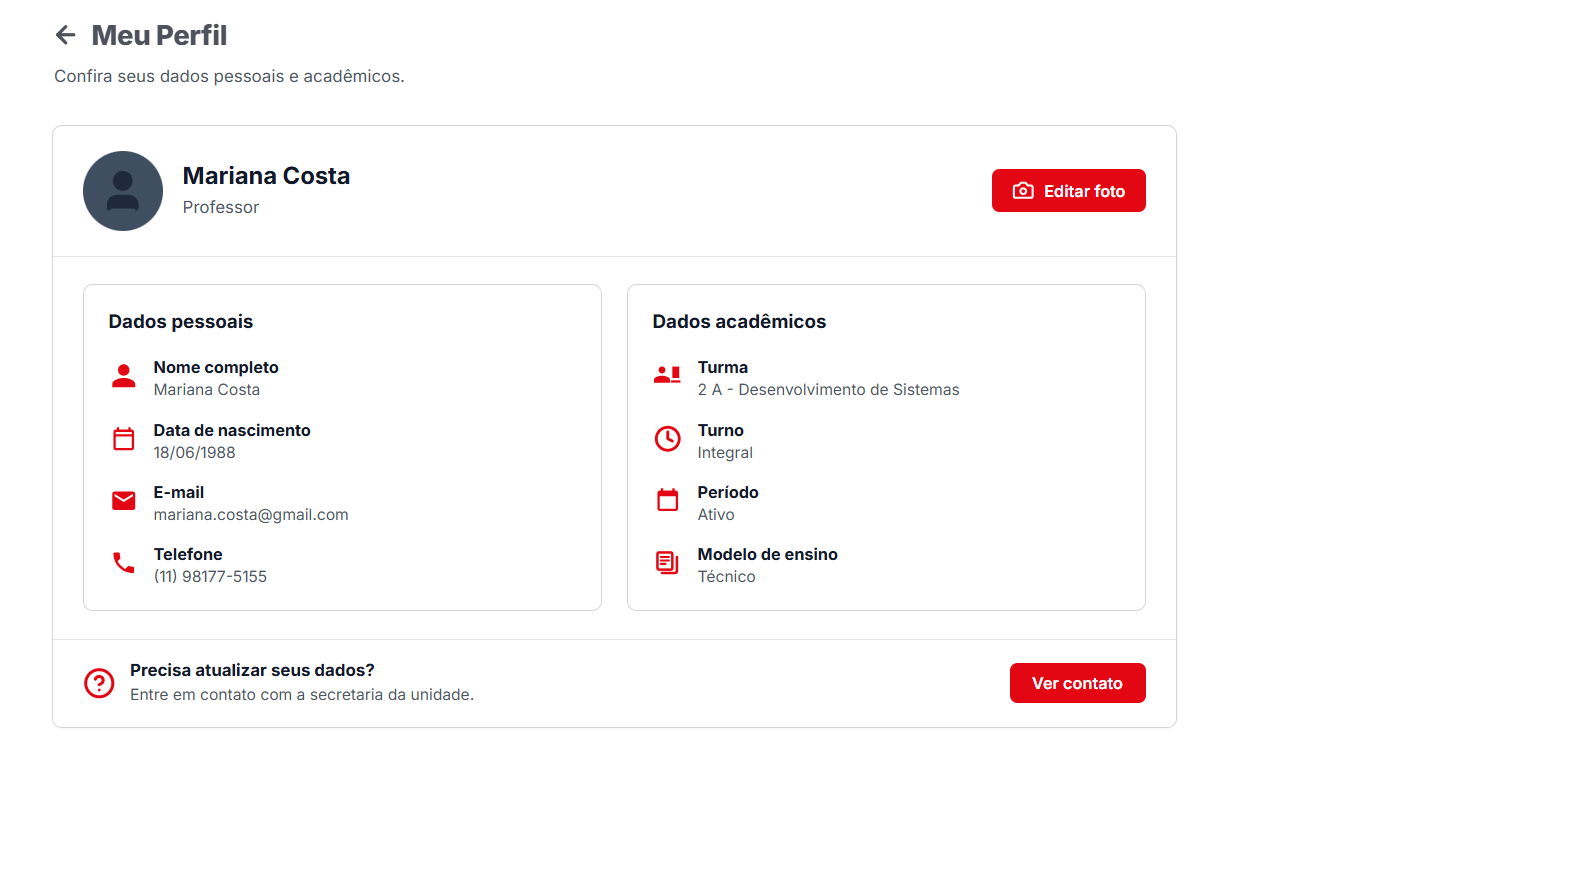 Meu Perfil
Confira seus dados pessoais e acadêmicos.
Mariana Costa
Professor
Editar foto
Dados pessoais
Nome completo
Mariana Costa
Data de nascimento
18/06/1988
E-mail
mariana.costa@gmail.com
Telefone
(11) 98177-5155
Dados acadêmicos
Turma
2 A - Desenvolvimento de Sistemas
Turno
Integral
Período
Ativo
Modelo de ensino
Técnico
Precisa atualizar seus dados?
Entre em contato com a secretaria da unidade.
Ver contato